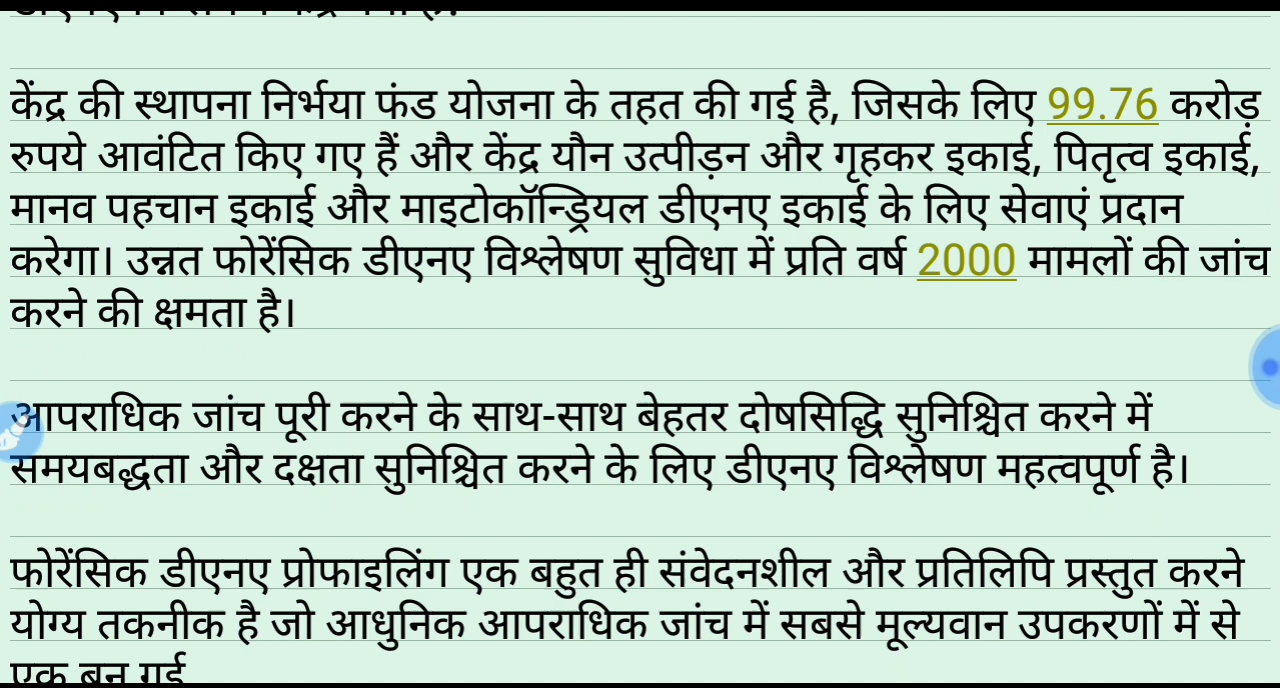 केंद्र की स्थापना निर्भया फंड योजना के तहत की गई है, जिसके लिए 99.76 करोड़
रुपये आवंटित किए गए हैं और केंद्र यौन उत्पीड़न और गृहकर इकाई, पितृत्व इकाई,
मानव पहचान इकाई और माइटोकॉन्ड्रियल डीएनए इकाई के लिए सेवाएं प्रदान
करेगा। उन्नत फोरेंसिक डीएनए विश्लेषण सुविधा में प्रति वर्ष 2000 मामलों की जांच
करने की क्षमता है।
आपराधिक जांच पूरी करने के साथ-साथ बेहतर दोषसिद्धि सुनिश्चित करने में
समयबद्धता और दक्षता सुनिश्चित करने के लिए डीएनए विश्लेषण महत्वपूर्ण है।
फोरेंसिक डीएनए प्रोफाइलिंग एक बहुत ही संवेदनशील और प्रतिलिपि प्रस्तुत करने
योग्य तकनीक है जो आधुनिक आपराधिक जांच में सबसे मूल्यवान उपकरणों में से
एक बन गई